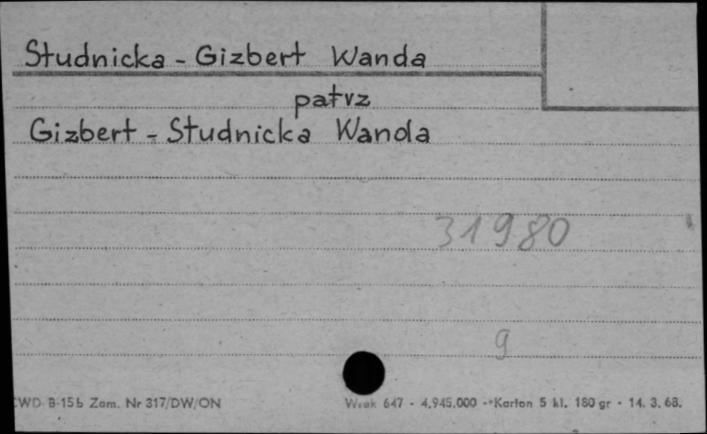 Studnicka - Gizbert Wanda
patrz
Gizbert - Studnicka Wanda
31980
9
CWD B-15b Zam. Nr 317/DW/ON
647 - 4.945.000 - Karton 5 kl. 180 gr - 14. 3. 68.